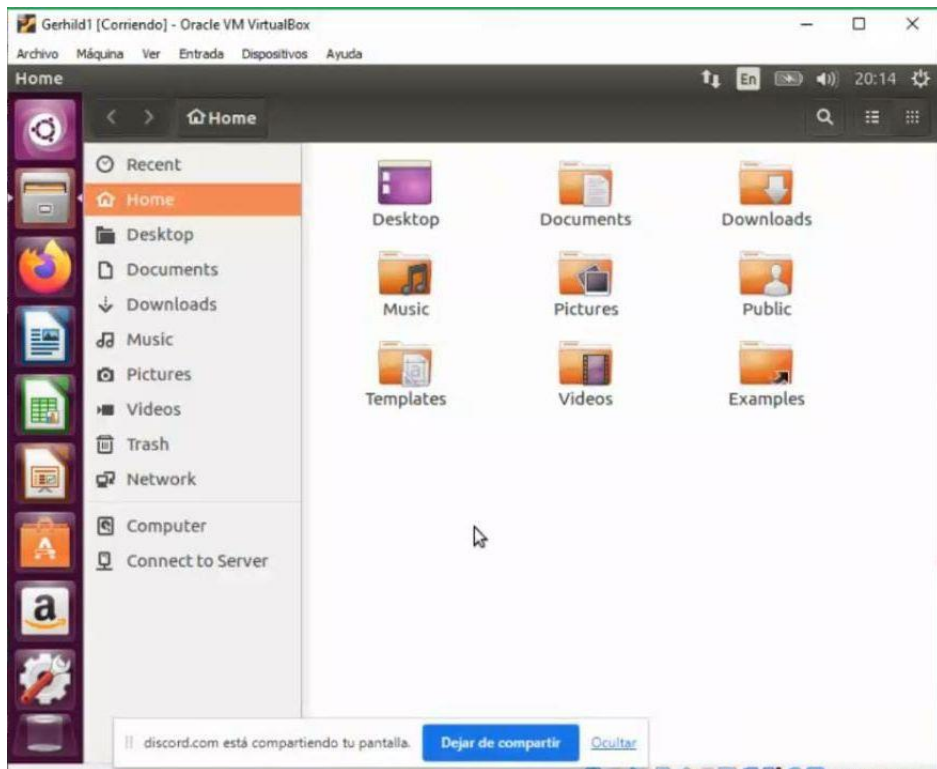 Gerhild1 [Corriendo] - Oracle VM VirtualBox
Archivo Máquina Ver Entrada Dispositivos Ayuda
Home En 20:14
Home
Recent
Home
Desktop
Documents
Downloads
Music
Pictures
Videos
Trash
Network
Computer
Connect to Server
Desktop Documents Downloads
Music Pictures Public
Templates Videos Examples
discord.com está compartiendo tu pantalla. Dejar de compartir Ocultar